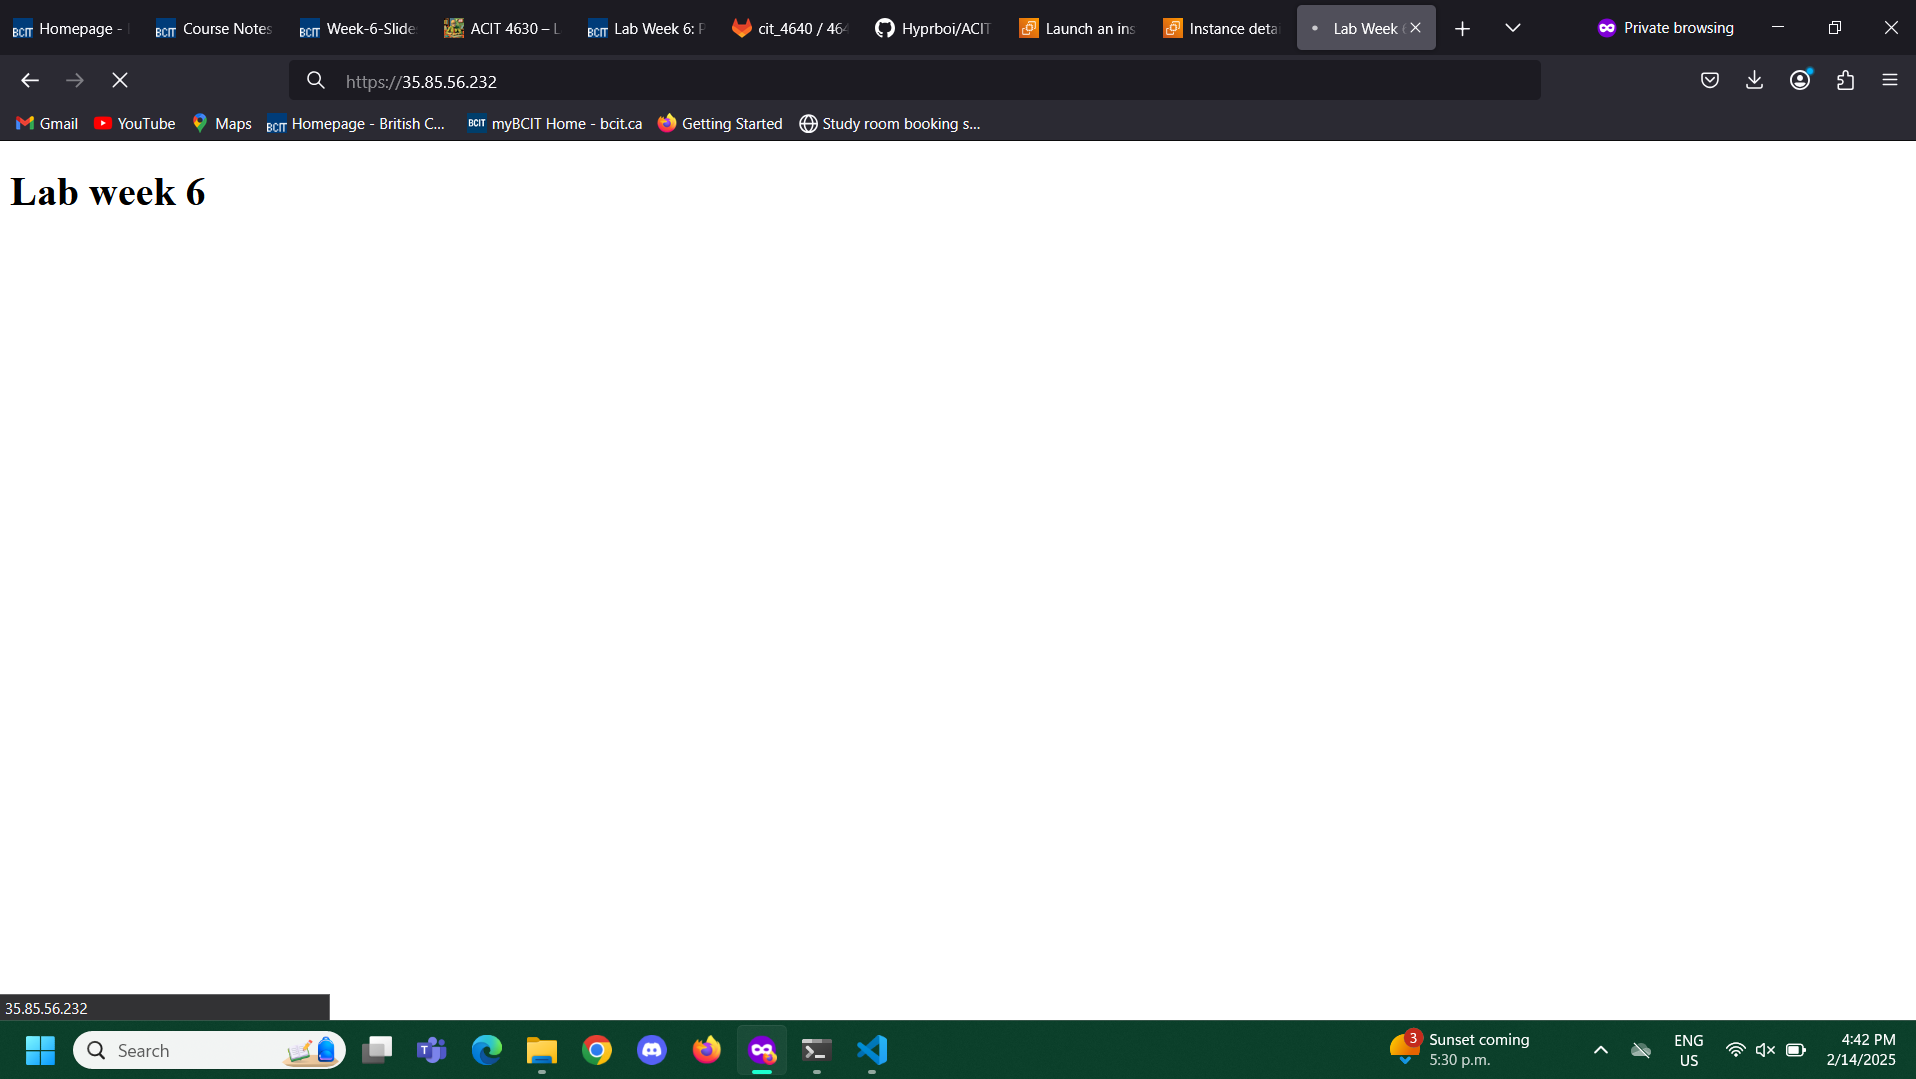 Homepage -
Course Notes
Week-6-Slide
ACIT 4630 – L
Lab Week 6: P
cit_4640 / 464
Hyprboi/ACIT
Launch an ins
Instance detai
Lab Week
Private browsing
https://35.85.56.232
Gmail
YouTube
Maps
BCIT
Homepage - British C...
BCIT
myBCIT Home - bcit.ca
Getting Started
Study room booking s...
Lab week 6
35.85.56.232
Search
3
Sunset coming
5:30 p.m.
ENG
US
4:42 PM
2/14/2025